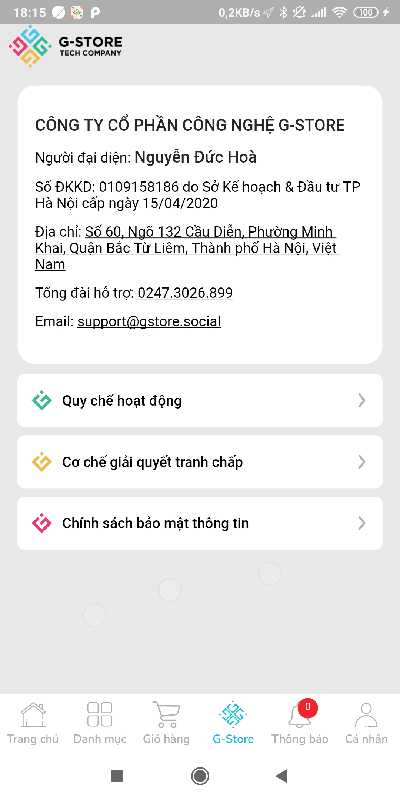 18:15
0,2KB/s
100
G-STORE
TECH COMPANY
CÔNG TY CỔ PHẦN CÔNG NGHỆ G-STORE
Người đại diện: Nguyễn Đức Hoà
Số ĐKKD: 0109158186 do Sở Kế hoạch & Đầu tư TP
Hà Nội cấp ngày 15/04/2020
Địa chỉ: Số 60, Ngõ 132 Cầu Diễn, Phường Minh
Khai, Quận Bắc Từ Liêm, Thành phố Hà Nội, Việt
Nam
Tổng đài hỗ trợ: 0247.3026.899
Email: support@gstore.social
Quy chế hoạt động
Cơ chế giải quyết tranh chấp
Chính sách bảo mật thông tin
0
Trang chủ Danh mục Giỏ hàng G-Store Thông báo Cá nhân